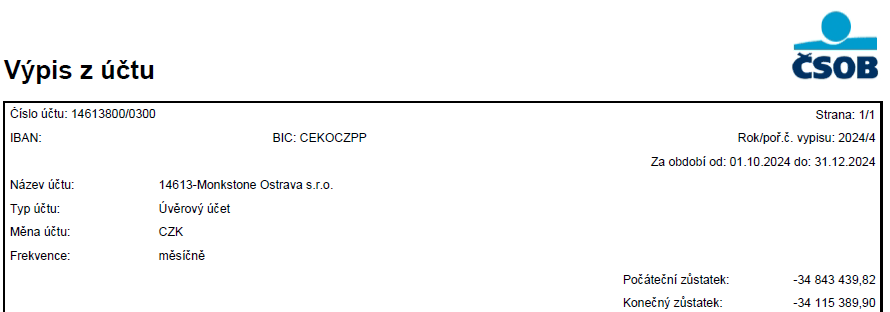 ČSOB
Výpis z účtu
Číslo účtu: 14613800/0300 Strana: 1/1
IBAN: BIC: CEKOCZPP Rok/poř.č. výpisu: 2024/4
Za období od: 01.10.2024 do: 31.12.2024
Název účtu: 14613-Monkstone Ostrava s.r.o.
Typ účtu: Úvěrový účet
Měna účtu: CZK
Frekvence: měsíčně
Počáteční zůstatek: -34 843 439,82
Konečný zůstatek: -34 115 389,90